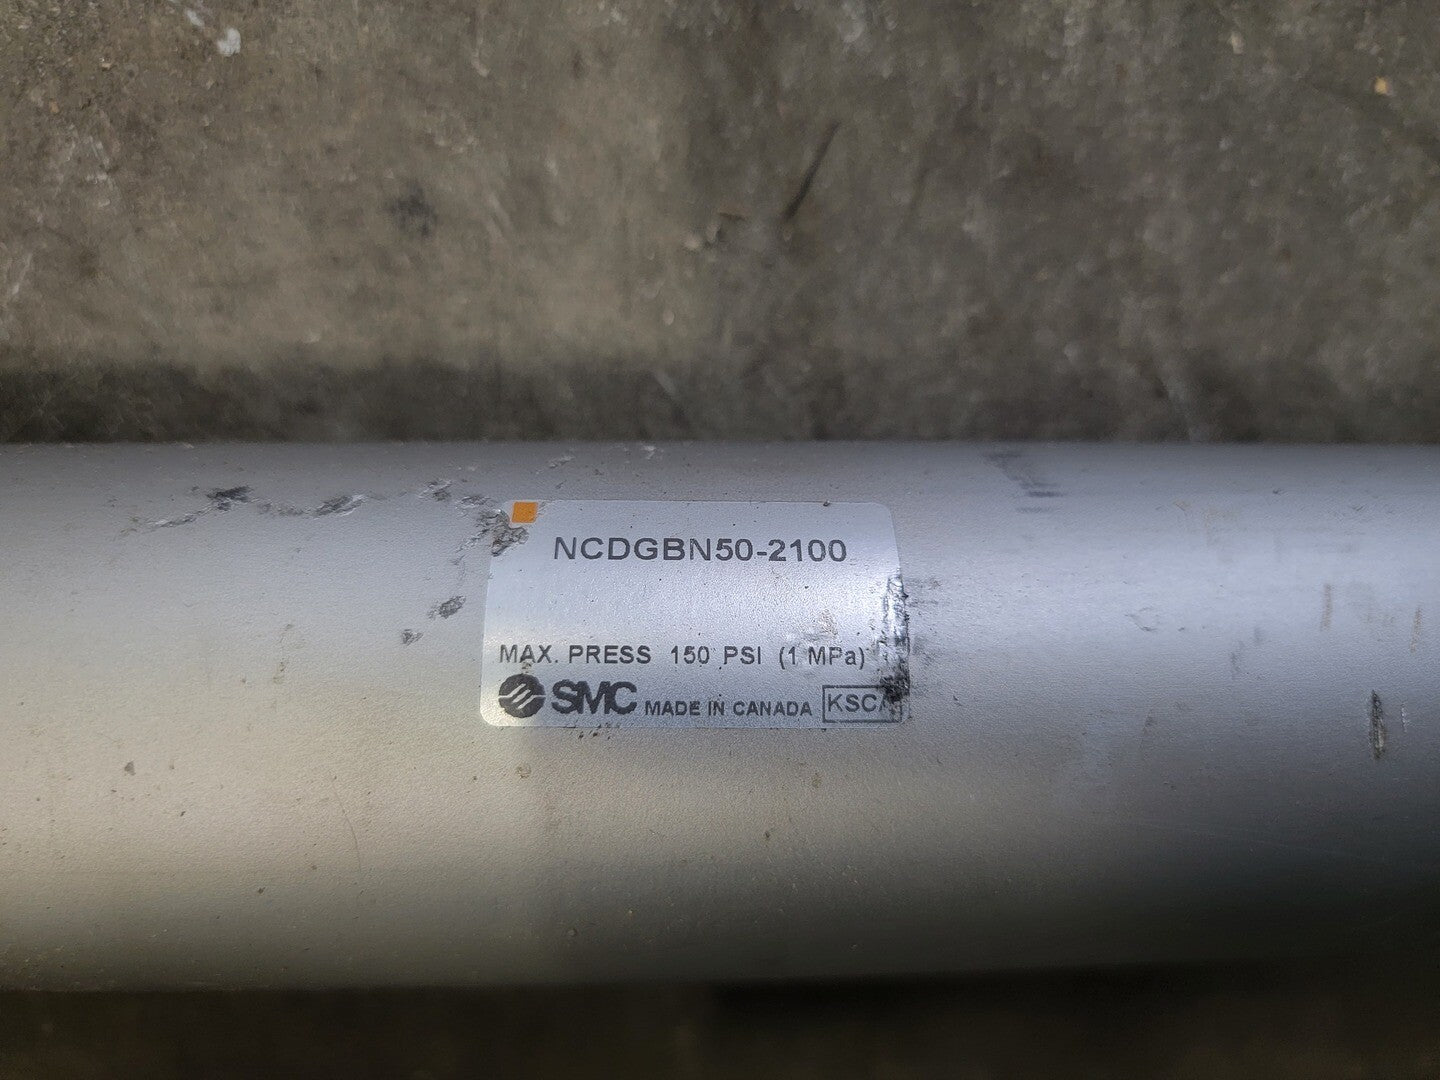 NCDGBN50-2100
MAX. PRESS 150 PSI (1 MPa)
SMC MADE IN CANADA